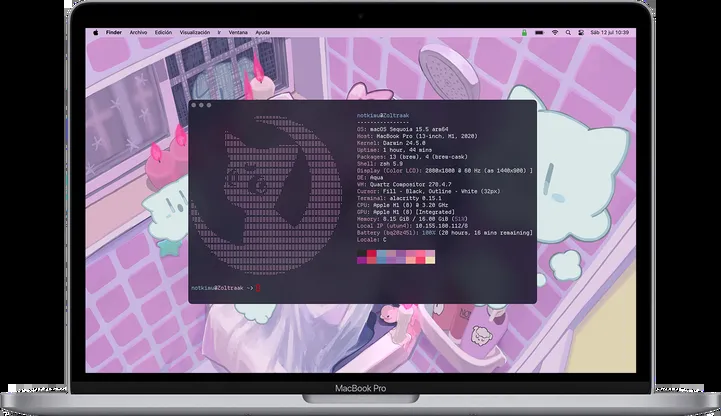 Finder Archivo Edición Visualización Ir Ventana Ayuda Sáb 12 jul 10:39
notkiau@Zoltraak
----------------
OS: macOS Sequoia 15.5 arm64
Host: MacBook Pro (13-inch, M1, 2020)
Kernel: Darwin 24.5.0
Uptime: 1 hour, 44 mins
Packages: 13 (brew), 4 (brew-cask)
Shell: zsh 5.9
Display (Color LCD): 2880x1800 @ 60 Hz (as 1440x900) ]
DE: Aqua
WM: Quartz Compositor 278.4.7
Cursor: Fill - Black, Outline - White (32px)
Terminal: alacritty 0.15.1
CPU: Apple M1 (8) @ 3.20 GHz
GPU: Apple M1 (8) [Integrated]
Memory: 8.15 GiB / 16.00 GiB (51%)
Local IP (utun4): 10.155.188.112/8
Battery (bq20z451): 100% (20 hours, 18 mins remaining)
Locale: C
notkiau@Zoltraak ~>
MacBook Pro